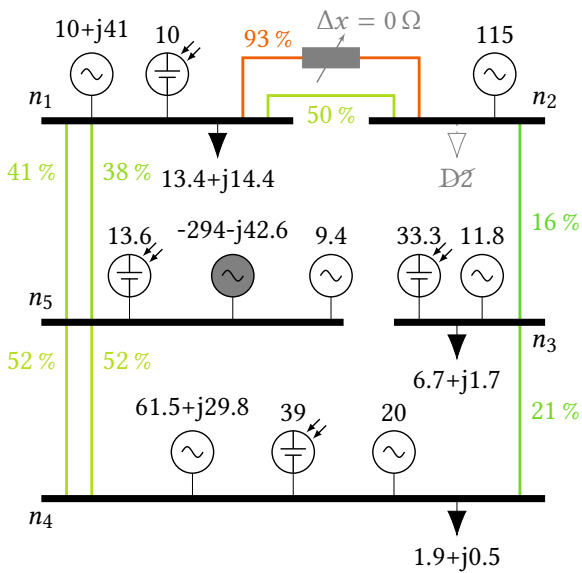 Δx = 0 Ω
10+j41
10
93 %
115
n1
n2
50 %
41 %
38 %
13.4+j14.4
D2
16 %
13.6
-294-j42.6
9.4
33.3
11.8
n5
n3
52 %
52 %
6.7+j1.7
61.5+j29.8
39
20
21 %
n4
1.9+j0.5